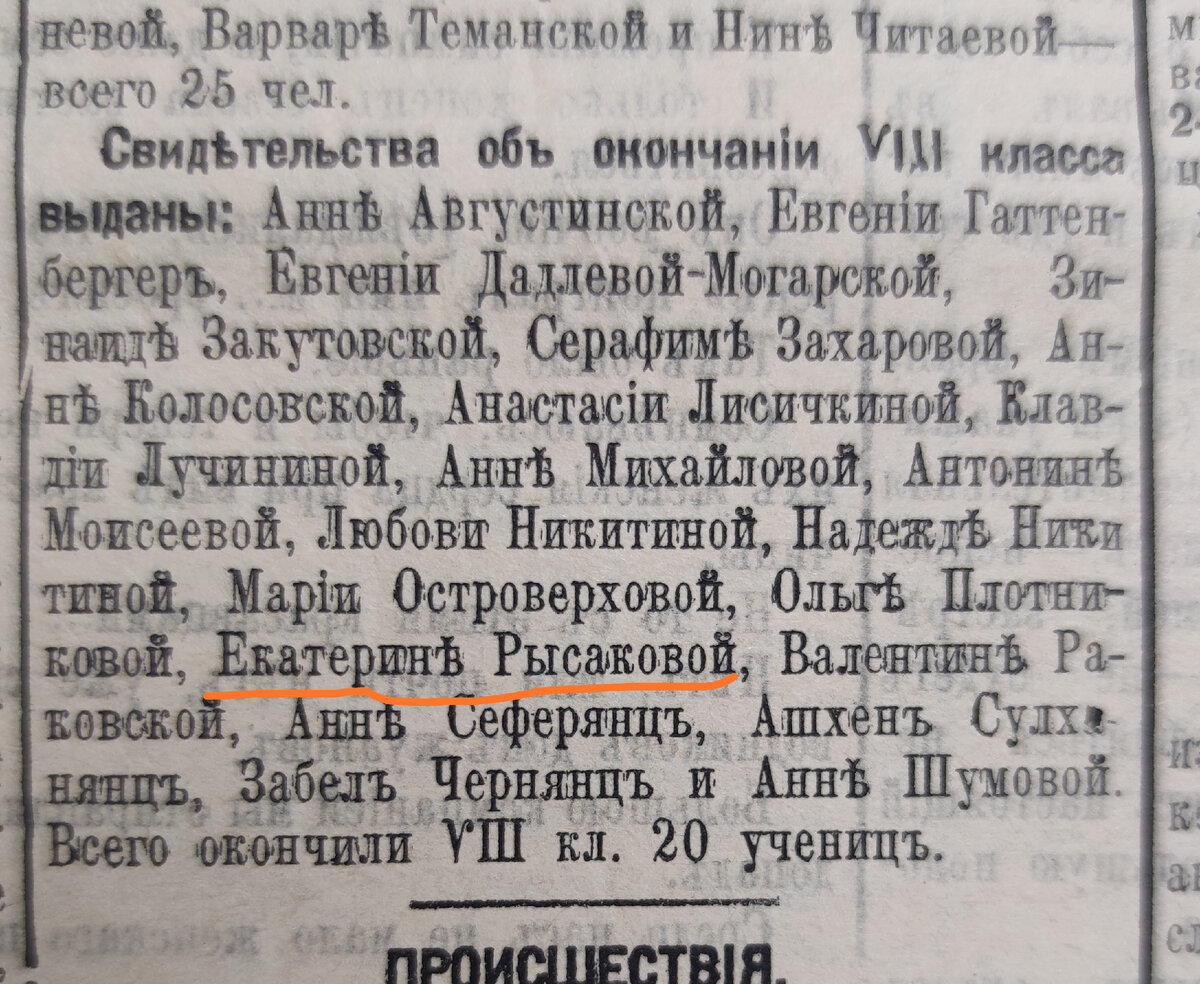 невой, Варварѣ Теманской и Нинѣ Читаевой—
всего 25 чел.
Свидѣтельства объ окончаніи VIII класса
выданы: Аннѣ Августинской, Евгеніи Гаттен-
бергеръ, Евгеніи Дадлевой-Могарской, Зи-
наидѣ Закутовской, Серафимѣ Захаровой, Ан-
нѣ Колосовской, Анастасіи Лисичкиной, Клав-
діи Лучининой, Аннѣ Михайловой, Антонинѣ
Моисеевой, Любови Никитиной, Надеждѣ Ники
тиной, Маріи Островерховой, Ольгѣ Плотни-
ковой, Екатеринѣ Рысаковой, Валентинѣ Ра-
ковской, Аннѣ Сеферянцъ, Ашхенъ Сулха-
нянцъ, Забелъ Чернянцъ и Аннѣ Шумовой.
Всего окончили VIII кл. 20 ученицъ.
ПРОИСШЕСТВІЯ.